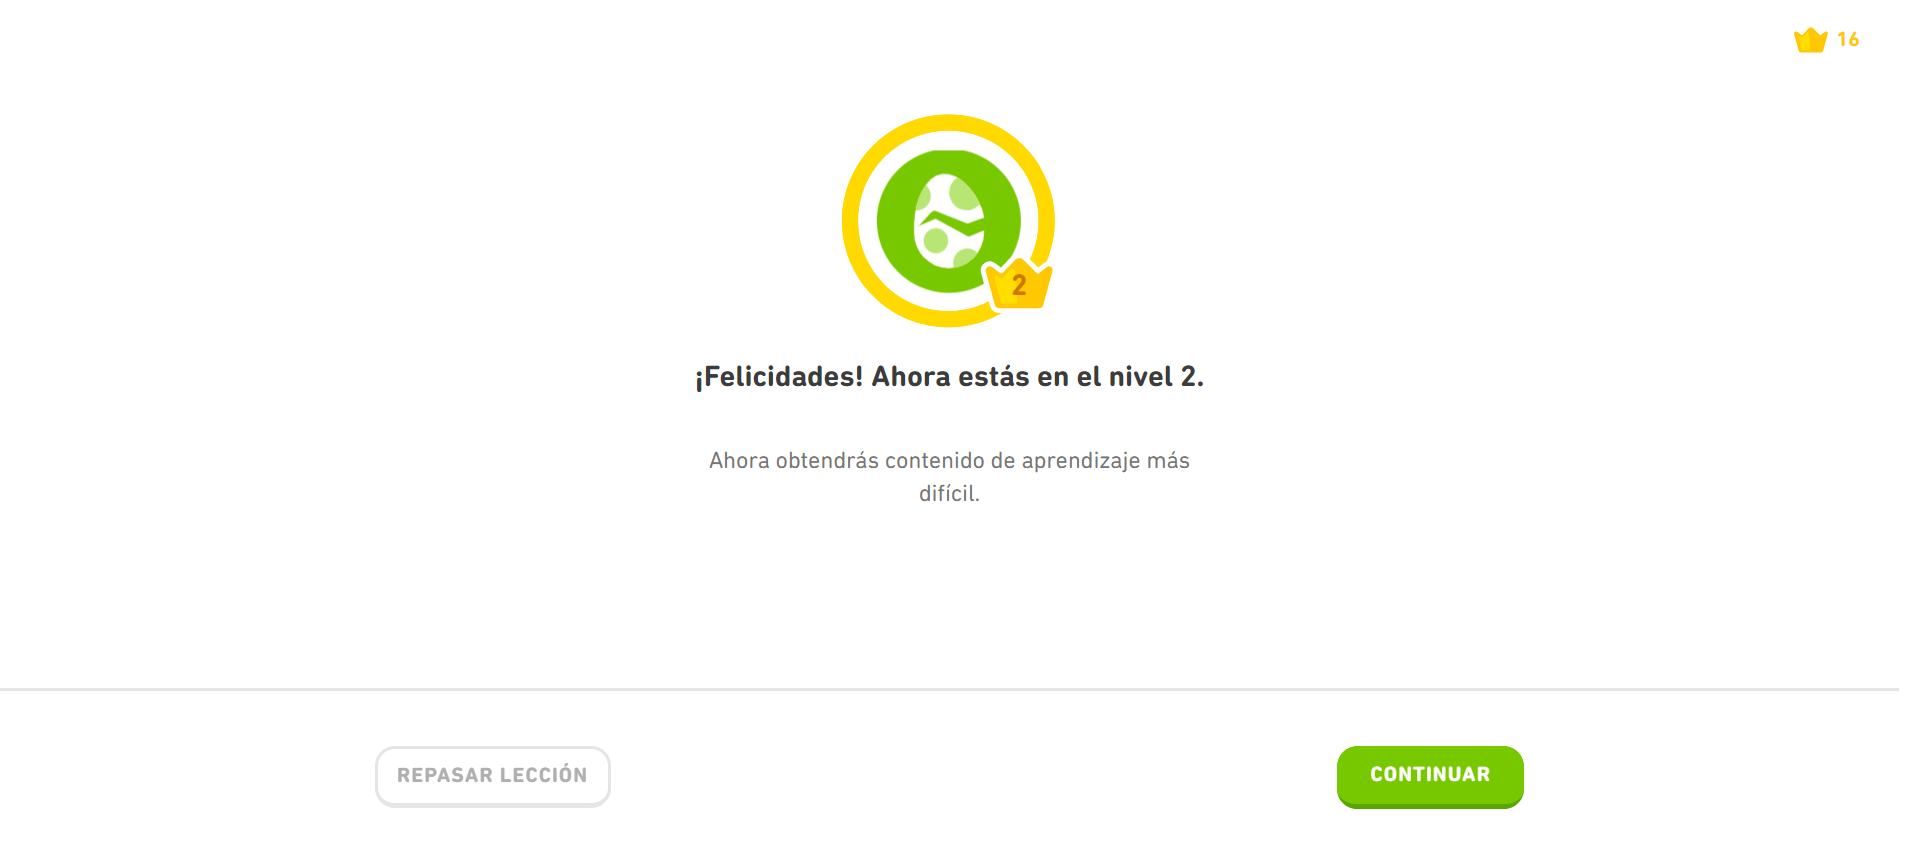 16
2
¡Felicidades! Ahora estás en el nivel 2.
Ahora obtendrás contenido de aprendizaje más
difícil.
REPASAR LECCIÓN
CONTINUAR